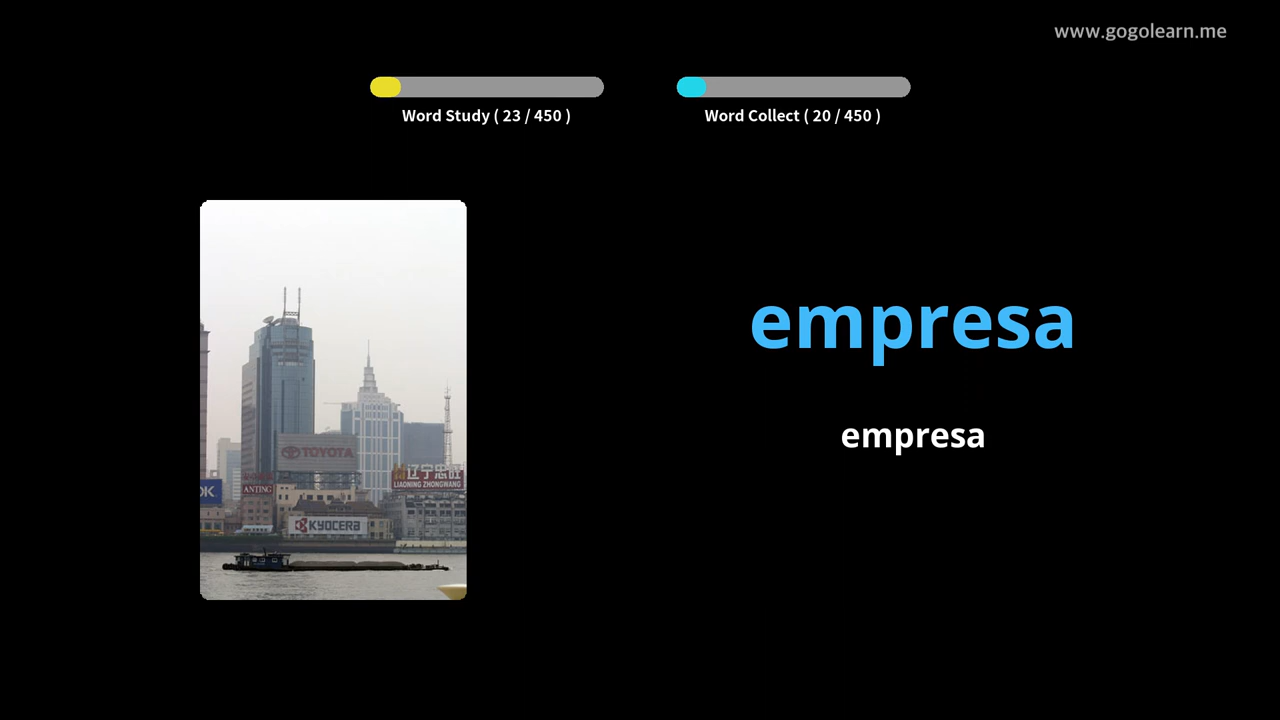 www.gogolearn.me
Word Study ( 23 / 450 )
Word Collect ( 20 / 450 )
empresa
empresa
TOYOTA
辽宁忠旺
LIAONING ZHONGWANG
OK
ANTING
KYOCERA